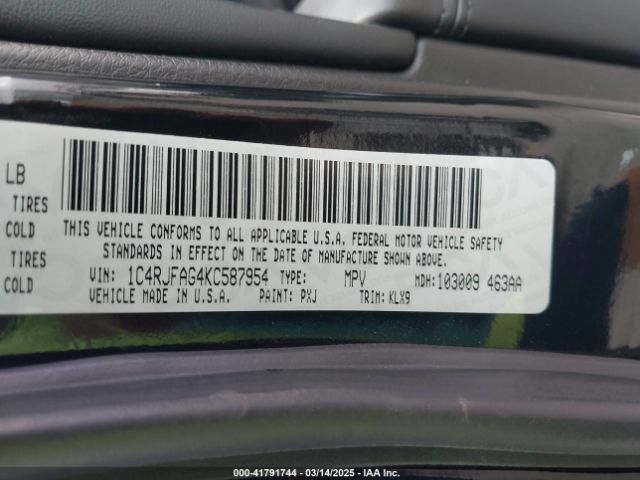 LB
TIRES
COLD THIS VEHICLE CONFORMS TO ALL APPLICABLE U.S.A. FEDERAL MOTOR VEHICLE SAFETY
TIRES STANDARDS IN EFFECT ON THE DATE OF MANUFACTURE SHOWN ABOVE.
COLD VIN: 1C4RJFAG4KC587954 TYPE: MPV MDH:103009 463AA
VEHICLE MADE IN U.S.A. PAINT: PXJ TRIM: KLX9
000-41791744 — 03/14/2025 - IAA Inc.